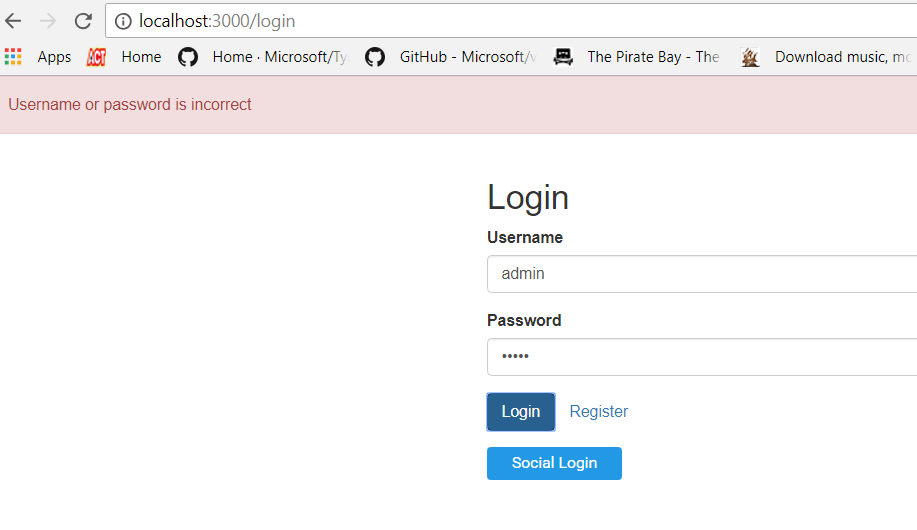 localhost:3000/login
Apps ACT Home Home · Microsoft/Ty GitHub - Microsoft/v The Pirate Bay - The Download music, mo
Username or password is incorrect
Login
Username
admin
Password
•••••
Login Register
Social Login